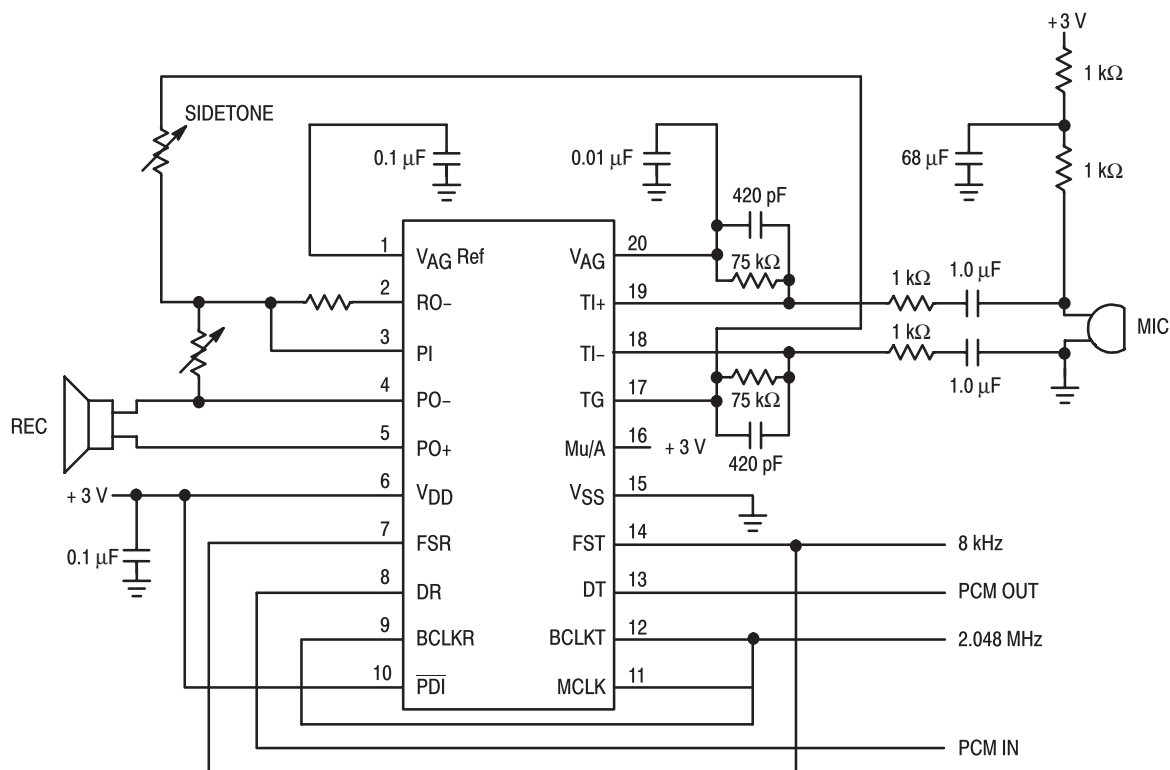 + 3 V
1 kΩ
SIDETONE
0.1 μF
0.01 μF
68 μF
1 kΩ
420 pF
1
VAG Ref
VAG
20
75 kΩ
1 kΩ
1.0 μF
2
RO–
TI+
19
MIC
3
PI
TI–
18
1 kΩ
1.0 μF
4
PO–
TG
17
75 kΩ
REC
5
PO+
Mu/A
16
+ 3 V
420 pF
+ 3 V
6
VDD
VSS
15
7
FSR
FST
14
8 kHz
0.1 μF
8
DR
DT
13
PCM OUT
9
BCLKR
BCLKT
12
2.048 MHz
10
PDI
MCLK
11
PCM IN